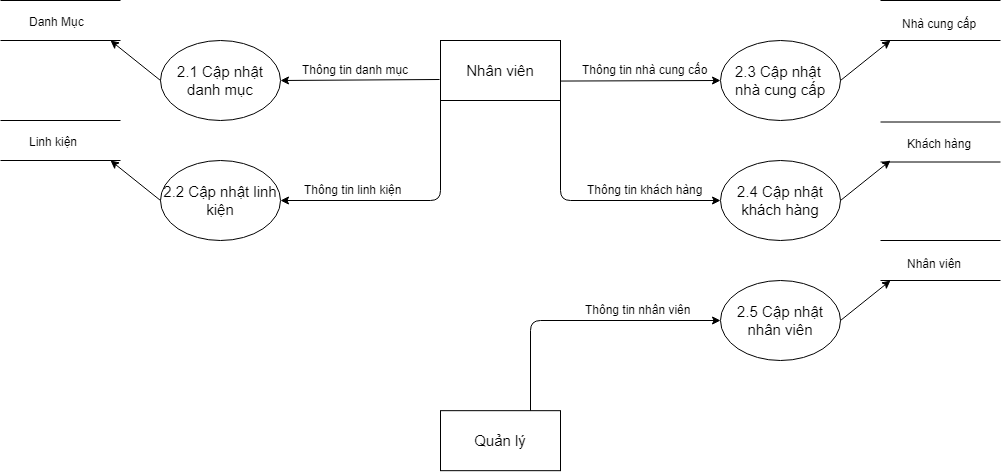 Danh Mục
2.1 Cập nhật
danh mục
Thông tin danh mục
Nhân viên
Thông tin nhà cung cấo
2.3 Cập nhật
nhà cung cấp
Nhà cung cấp
Linh kiện
2.2 Cập nhật linh
kiện
Thông tin linh kiện
Thông tin khách hàng
2.4 Cập nhật
khách hàng
Khách hàng
Thông tin nhân viên
2.5 Cập nhật
nhân viên
Nhân viên
Quản lý